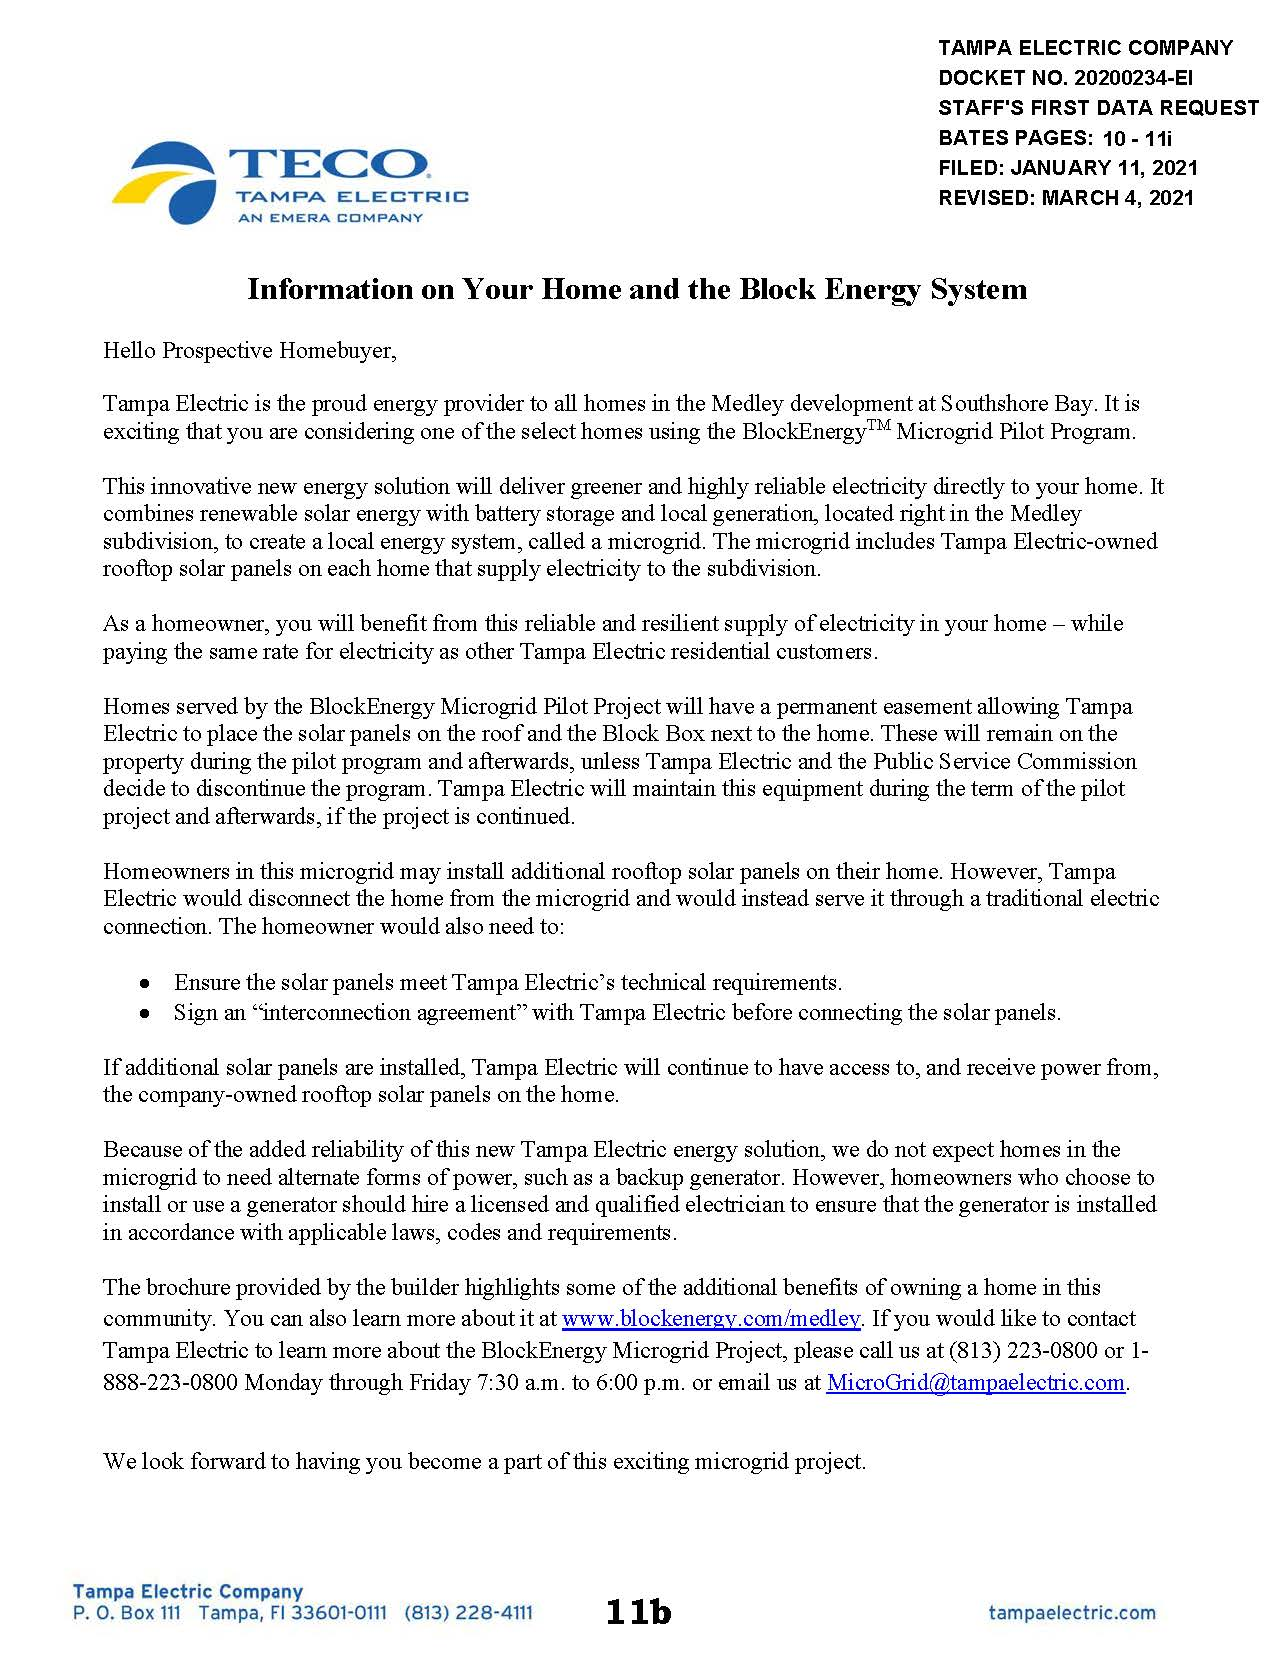 TAMPA ELECTRIC COMPANY
DOCKET NO. 20200234-EI
STAFF'S FIRST DATA REQUEST
BATES PAGES: 10 - 11i
FILED: JANUARY 11, 2021
REVISED: MARCH 4, 2021
TECO.
TAMPA ELECTRIC
AN EMERA COMPANY
Information on Your Home and the Block Energy System
Hello Prospective Homebuyer,
Tampa Electric is the proud energy provider to all homes in the Medley development at Southshore Bay. It is
exciting that you are considering one of the select homes using the BlockEnergy™ Microgrid Pilot Program.
This innovative new energy solution will deliver greener and highly reliable electricity directly to your home. It
combines renewable solar energy with battery storage and local generation, located right in the Medley
subdivision, to create a local energy system, called a microgrid. The microgrid includes Tampa Electric-owned
rooftop solar panels on each home that supply electricity to the subdivision.
As a homeowner, you will benefit from this reliable and resilient supply of electricity in your home – while
paying the same rate for electricity as other Tampa Electric residential customers.
Homes served by the BlockEnergy Microgrid Pilot Project will have a permanent easement allowing Tampa
Electric to place the solar panels on the roof and the Block Box next to the home. These will remain on the
property during the pilot program and afterwards, unless Tampa Electric and the Public Service Commission
decide to discontinue the program. Tampa Electric will maintain this equipment during the term of the pilot
project and afterwards, if the project is continued.
Homeowners in this microgrid may install additional rooftop solar panels on their home. However, Tampa
Electric would disconnect the home from the microgrid and would instead serve it through a traditional electric
connection. The homeowner would also need to:
• Ensure the solar panels meet Tampa Electric’s technical requirements.
• Sign an “interconnection agreement” with Tampa Electric before connecting the solar panels.
If additional solar panels are installed, Tampa Electric will continue to have access to, and receive power from,
the company-owned rooftop solar panels on the home.
Because of the added reliability of this new Tampa Electric energy solution, we do not expect homes in the
microgrid to need alternate forms of power, such as a backup generator. However, homeowners who choose to
install or use a generator should hire a licensed and qualified electrician to ensure that the generator is installed
in accordance with applicable laws, codes and requirements.
The brochure provided by the builder highlights some of the additional benefits of owning a home in this
community. You can also learn more about it at www.blockenergy.com/medley. If you would like to contact
Tampa Electric to learn more about the BlockEnergy Microgrid Project, please call us at (813) 223-0800 or 1-
888-223-0800 Monday through Friday 7:30 a.m. to 6:00 p.m. or email us at MicroGrid@tampaelectric.com.
We look forward to having you become a part of this exciting microgrid project.
Tampa Electric Company
P. O. Box 111 Tampa, Fl 33601-0111 (813) 228-4111
11b
tampaelectric.com